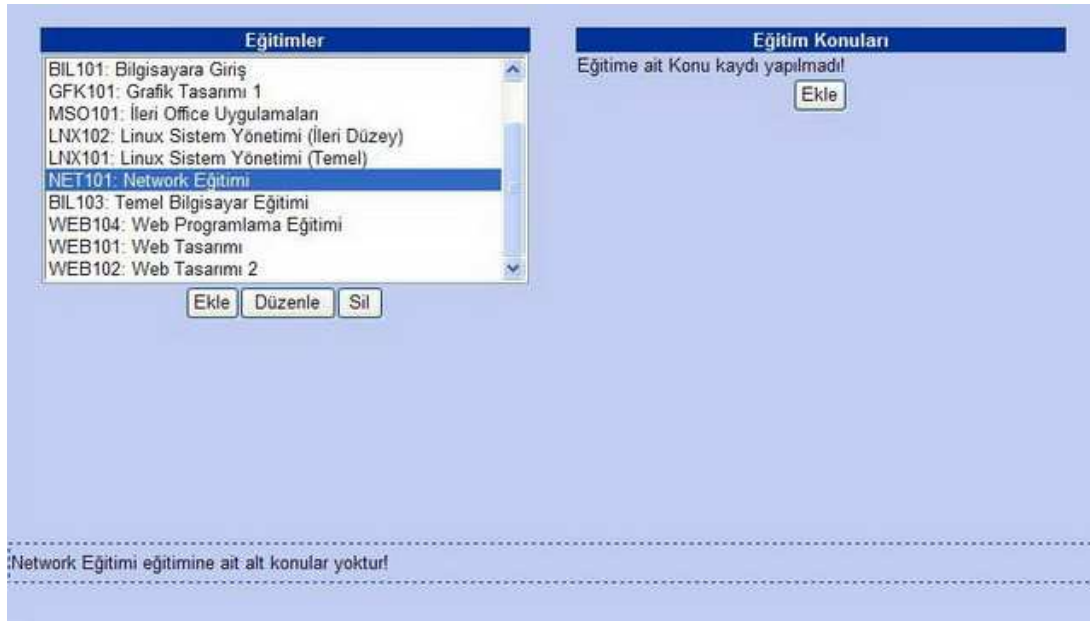 Eğitimler
BIL101: Bilgisayara Giriş
GFK101: Grafik Tasarımı 1
MSO101: İleri Office Uygulamaları
LNX102: Linux Sistem Yönetimi (İleri Düzey)
LNX101: Linux Sistem Yönetimi (Temel)
NET101: Network Eğitimi
BIL103: Temel Bilgisayar Eğitimi
WEB104: Web Programlama Eğitimi
WEB101: Web Tasarımı
WEB102: Web Tasarımı 2
Ekle Düzenle Sil
Eğitim Konuları
Eğitime ait Konu kaydı yapılmadı!
Ekle
Network Eğitimi eğitimine ait alt konular yoktur!